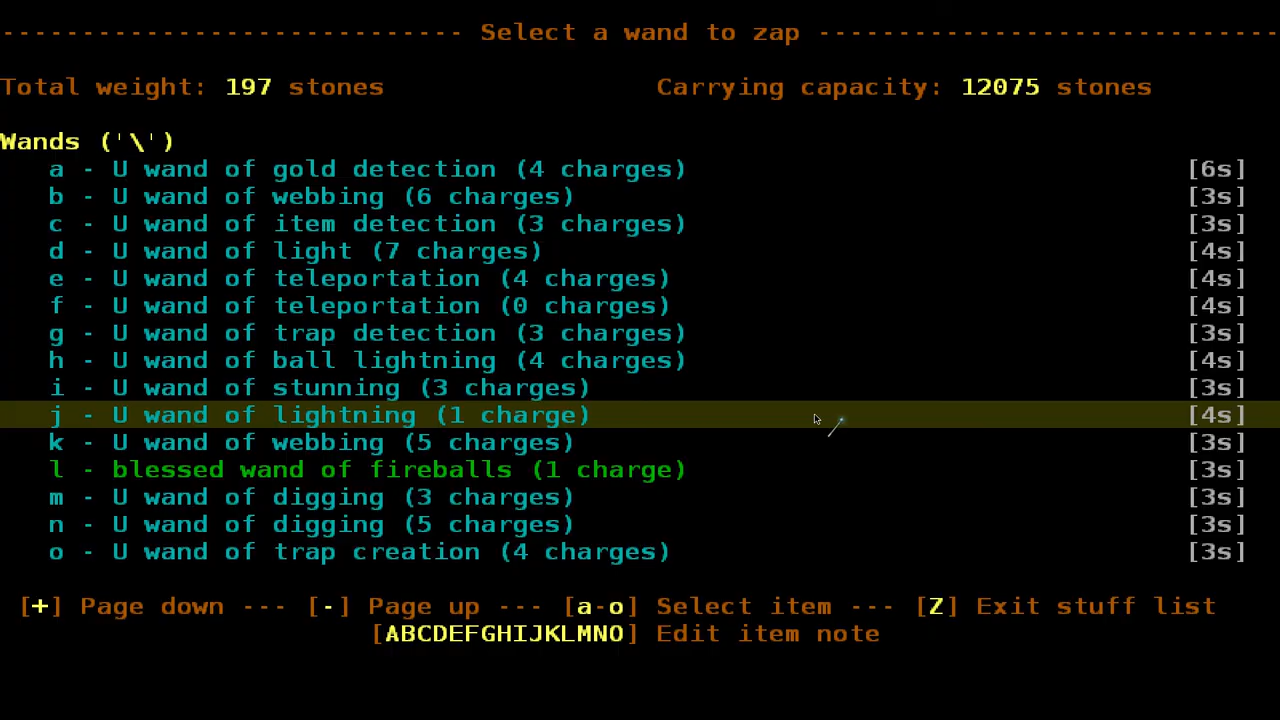 ----------------------------- Select a wand to zap -----------------------------
Total weight: 197 stones Carrying capacity: 12075 stones
Wands ('\')
a - U wand of gold detection (4 charges) [6s]
b - U wand of webbing (6 charges) [3s]
c - U wand of item detection (3 charges) [3s]
d - U wand of light (7 charges) [4s]
e - U wand of teleportation (4 charges) [4s]
f - U wand of teleportation (0 charges) [4s]
g - U wand of trap detection (3 charges) [3s]
h - U wand of ball lightning (4 charges) [4s]
i - U wand of stunning (3 charges) [3s]
j - U wand of lightning (1 charge) [4s]
k - U wand of webbing (5 charges) [3s]
l - blessed wand of fireballs (1 charge) [3s]
m - U wand of digging (3 charges) [3s]
n - U wand of digging (5 charges) [3s]
o - U wand of trap creation (4 charges) [3s]
[+] Page down --- [-] Page up --- [a-o] Select item --- [Z] Exit stuff list
[ABCDEFGHIJKLMNO] Edit item note